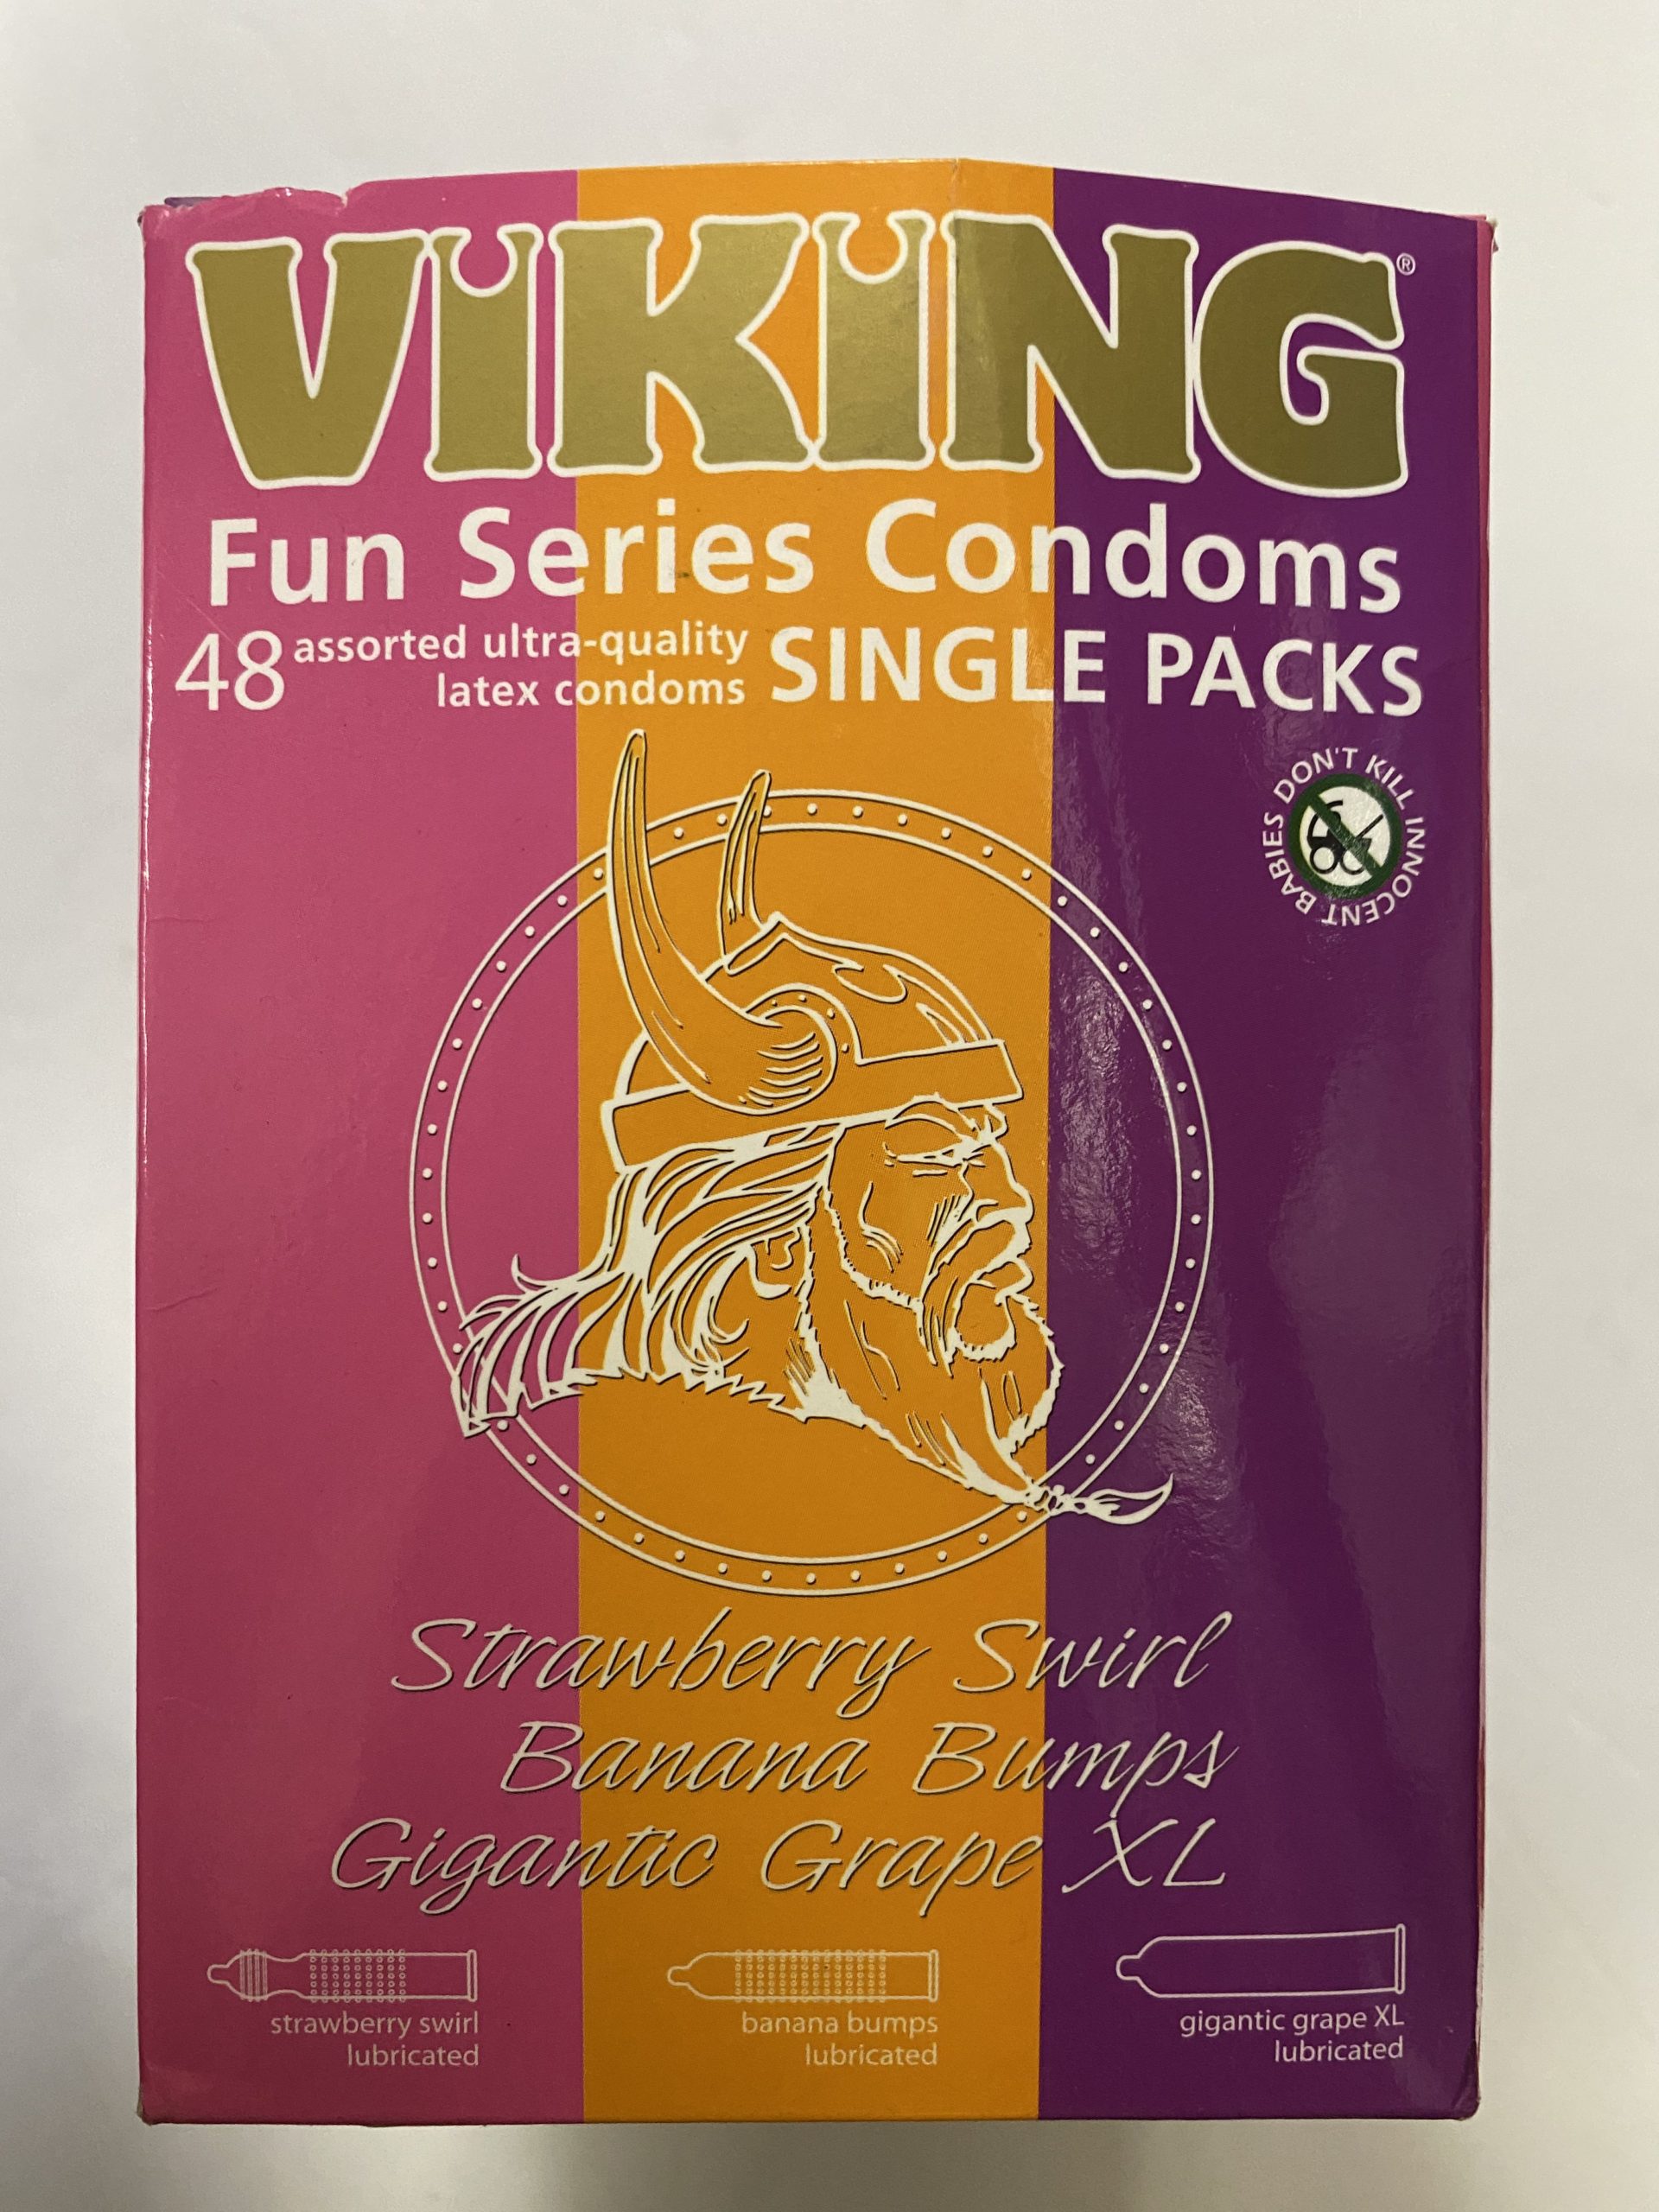 VIKING®
Fun Series Condoms
48 assorted ultra-quality
latex condoms
SINGLE PACKS
DON'T KILL INNOCENT BABIES
Strawberry Swirl
Banana Bumps
Gigantic Grape XL
strawberry swirl
lubricated
banana bumps
lubricated
gigantic grape XL
lubricated